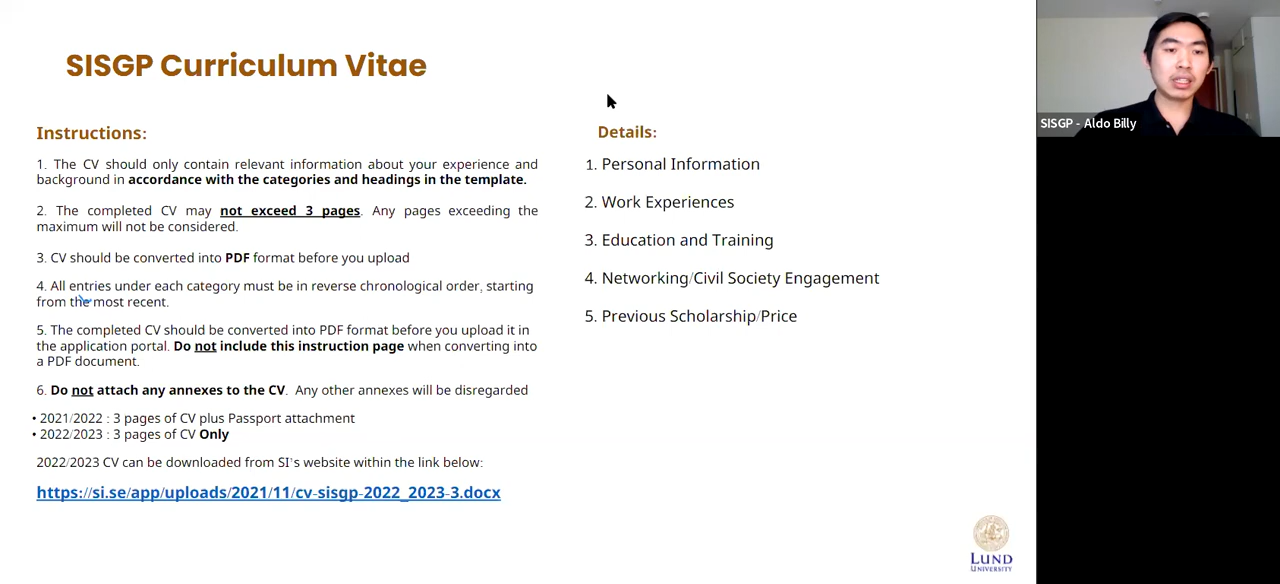 SISGP Curriculum Vitae
Instructions:
1. The CV should only contain relevant information about your experience and
background in accordance with the categories and headings in the template.
2. The completed CV may not exceed 3 pages. Any pages exceeding the
maximum will not be considered.
3. CV should be converted into PDF format before you upload
4. All entries under each category must be in reverse chronological order, starting
from the most recent.
5. The completed CV should be converted into PDF format before you upload it in
the application portal. Do not include this instruction page when converting into
a PDF document.
6. Do not attach any annexes to the CV. Any other annexes will be disregarded
• 2021/2022 : 3 pages of CV plus Passport attachment
• 2022/2023 : 3 pages of CV Only
2022/2023 CV can be downloaded from SI's website within the link below:
https://si.se/app/uploads/2021/11/cv-sisgp-2022_2023-3.docx
Details:
1. Personal Information
2. Work Experiences
3. Education and Training
4. Networking/Civil Society Engagement
5. Previous Scholarship/Price
LUND
UNIVERSITY
SISGP - Aldo Billy